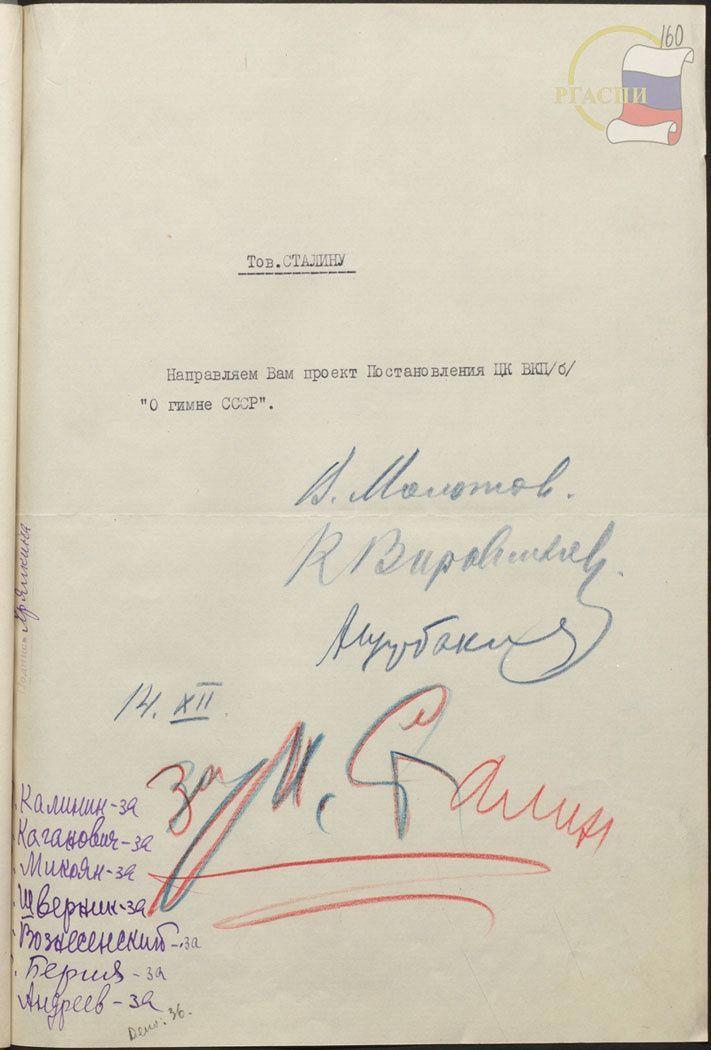 160
РГАСПИ
Тов.СТАЛИНУ
Направляем Вам проект Постановления ЦК ВКП/б/
"О гимне СССР".
В. Молотов.
К Ворошилов.
АЩербаков
14. XII.
за И. Сталин
Калинин-за
Каганович-за
Микоян-за
Шверник-за
Вознесенский-за
Берия-за
Андреев-за